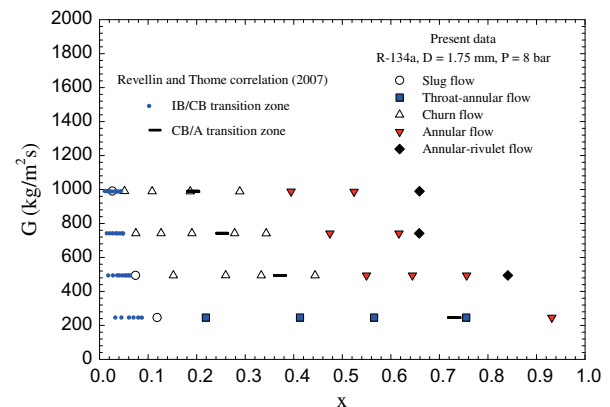 2000
1800
1600
1400
1200
1000
800
600
400
200
0
G (kg/m²s)
Present data
R-134a, D = 1.75 mm, P = 8 bar
Slug flow
Throat-annular flow
Churn flow
Annular flow
Annular-rivulet flow
Revellin and Thome correlation (2007)
IB/CB transition zone
CB/A transition zone
0.0 0.1 0.2 0.3 0.4 0.5 0.6 0.7 0.8 0.9 1.0
x